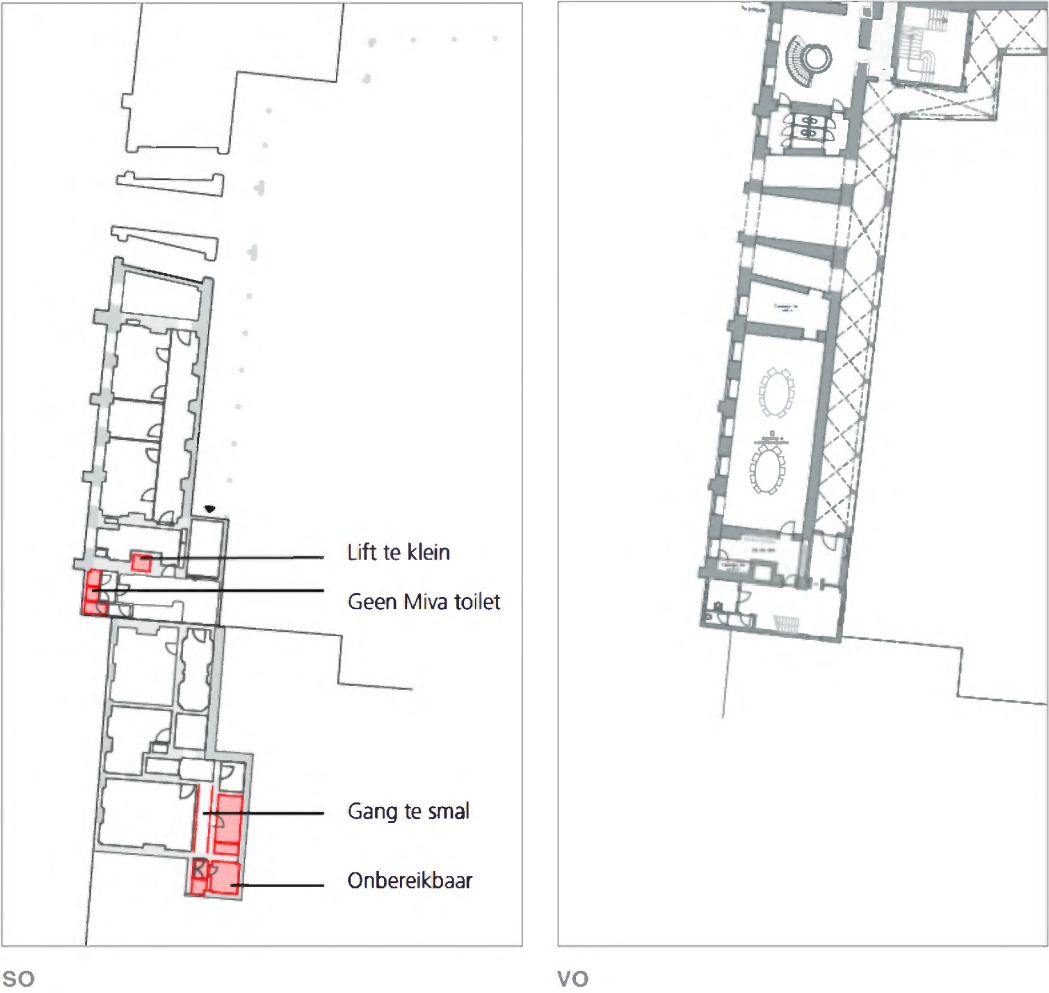 Lift te klein
Geen Miva toilet
Gang te smal
Onbereikbaar
SO
VO